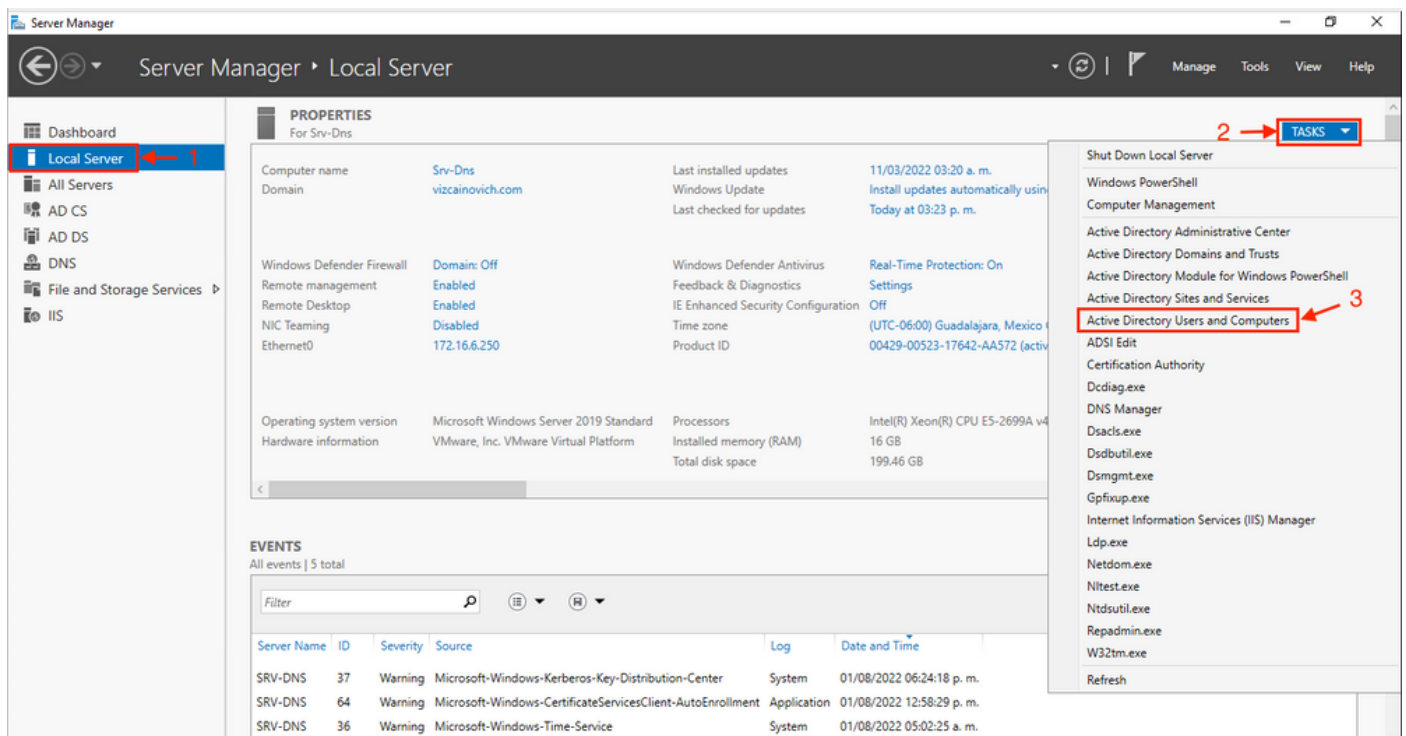 Server Manager
Server Manager • Local Server
Manage Tools View Help
Dashboard
Local Server
1
All Servers
AD CS
AD DS
DNS
File and Storage Services
IIS
PROPERTIES
For Srv-Dns
2
TASKS
Computer name Srv-Dns Last installed updates 11/03/2022 03:20 a. m.
Domain vizcainovich.com Windows Update Install updates automatically usin
Last checked for updates Today at 03:23 p. m.
Windows Defender Firewall Domain: Off Windows Defender Antivirus Real-Time Protection: On
Remote management Enabled Feedback & Diagnostics Settings
Remote Desktop Enabled IE Enhanced Security Configuration Off
NIC Teaming Disabled Time zone (UTC-06:00) Guadalajara, Mexico
Ethernet0 172.16.6.250 Product ID 00429-00523-17642-AA572 (activ
Operating system version Microsoft Windows Server 2019 Standard Processors Intel(R) Xeon(R) CPU E5-2699A v4
Hardware information VMware, Inc. VMware Virtual Platform Installed memory (RAM) 16 GB
Total disk space 199.46 GB
Shut Down Local Server
Windows PowerShell
Computer Management
Active Directory Administrative Center
Active Directory Domains and Trusts
Active Directory Module for Windows PowerShell
Active Directory Sites and Services
3
Active Directory Users and Computers
ADSI Edit
Certification Authority
Dcdiag.exe
DNS Manager
Dsacls.exe
Dsdbutil.exe
Dsmgmt.exe
Gpfixup.exe
Internet Information Services (IIS) Manager
Ldp.exe
Netdom.exe
Nltest.exe
Ntdsutil.exe
Repadmin.exe
W32tm.exe
Refresh
EVENTS
All events | 5 total
Filter
Server Name ID Severity Source Log Date and Time
SRV-DNS 37 Warning Microsoft-Windows-Kerberos-Key-Distribution-Center System 01/08/2022 06:24:18 p. m.
SRV-DNS 64 Warning Microsoft-Windows-CertificateServicesClient-AutoEnrollment Application 01/08/2022 12:58:29 p. m.
SRV-DNS 36 Warning Microsoft-Windows-Time-Service System 01/08/2022 05:02:25 a. m.